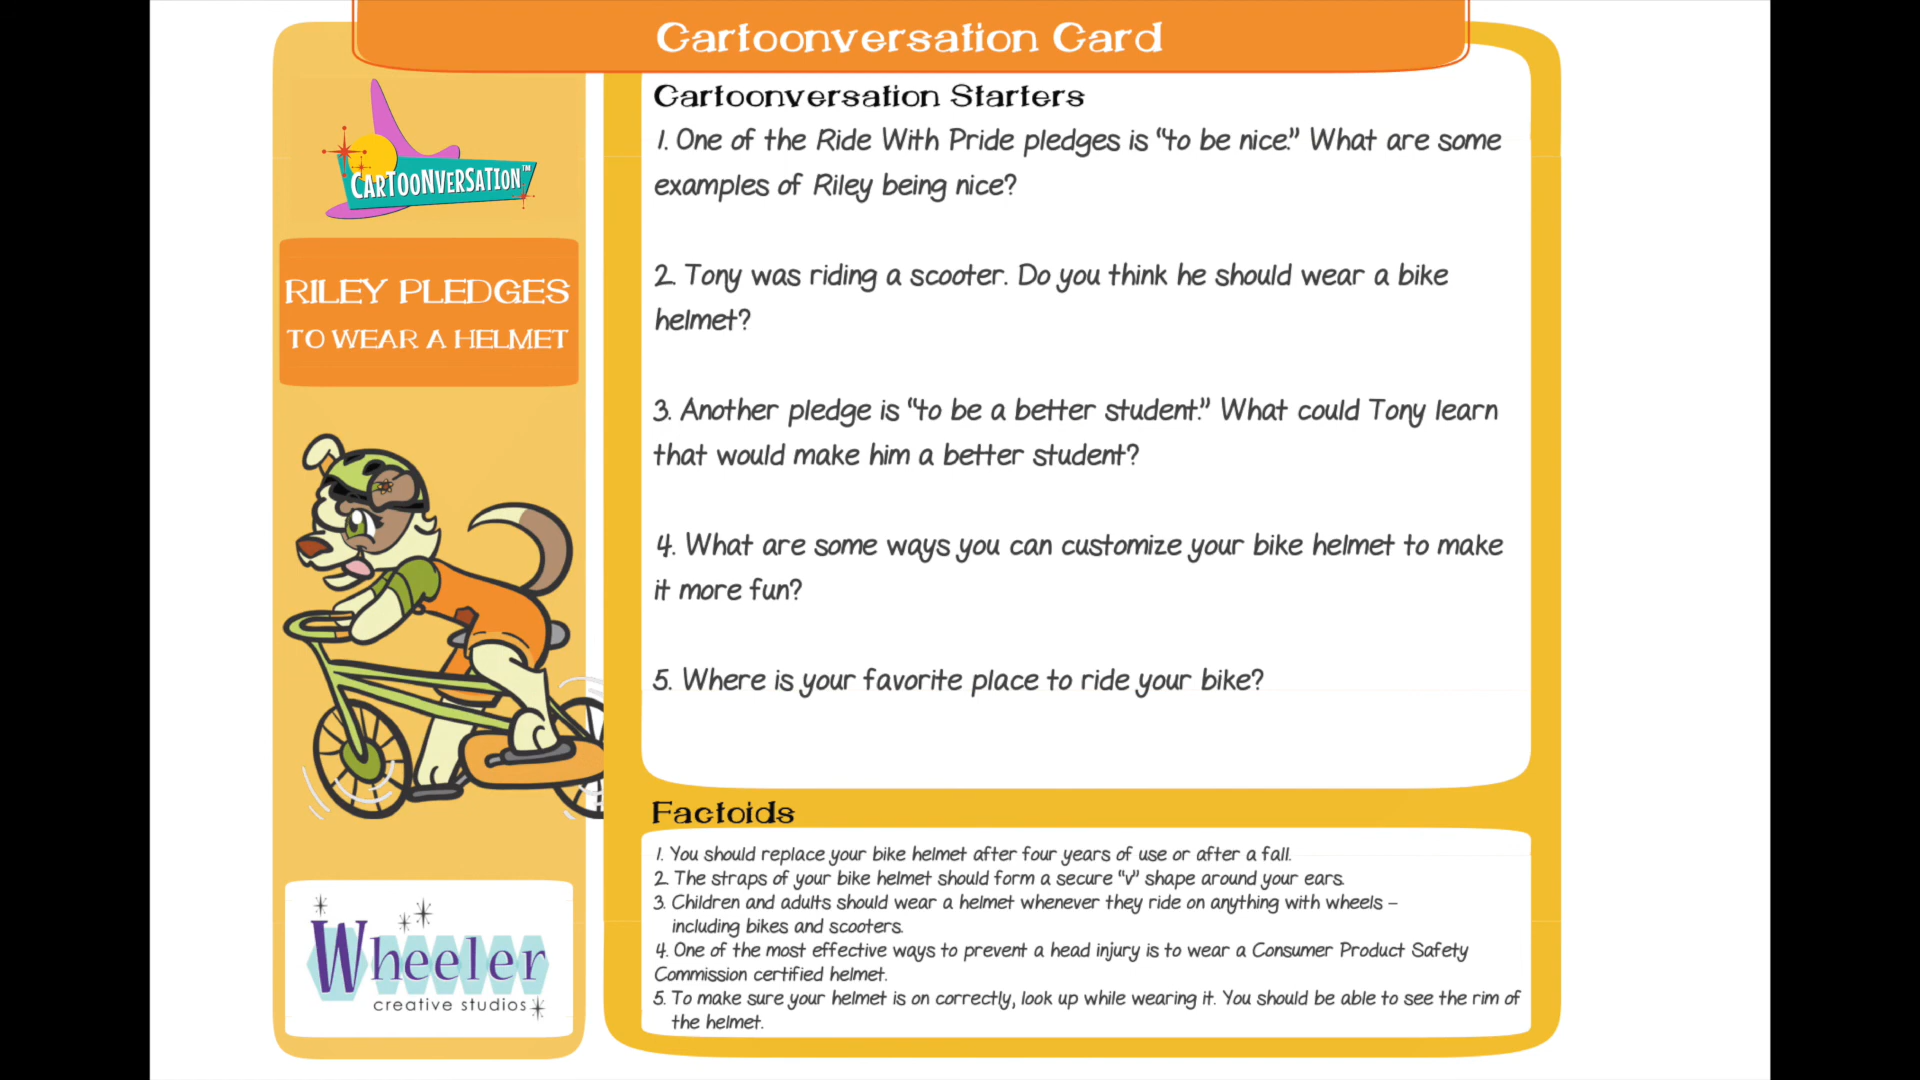 Cartoonversation Card
CARTOONVERSATION™
RILEY PLEDGES
TO WEAR A HELMET
Wheeler
creative studios
Cartoonversation Starters
1. One of the Ride With Pride pledges is “to be nice.” What are some
examples of Riley being nice?
2. Tony was riding a scooter. Do you think he should wear a bike
helmet?
3. Another pledge is “to be a better student.” What could Tony learn
that would make him a better student?
4. What are some ways you can customize your bike helmet to make
it more fun?
5. Where is your favorite place to ride your bike?
Factoids
1. You should replace your bike helmet after four years of use or after a fall.
2. The straps of your bike helmet should form a secure “v” shape around your ears.
3. Children and adults should wear a helmet whenever they ride on anything with wheels –
including bikes and scooters.
4. One of the most effective ways to prevent a head injury is to wear a Consumer Product Safety
Commission certified helmet.
5. To make sure your helmet is on correctly, look up while wearing it. You should be able to see the rim of
the helmet.